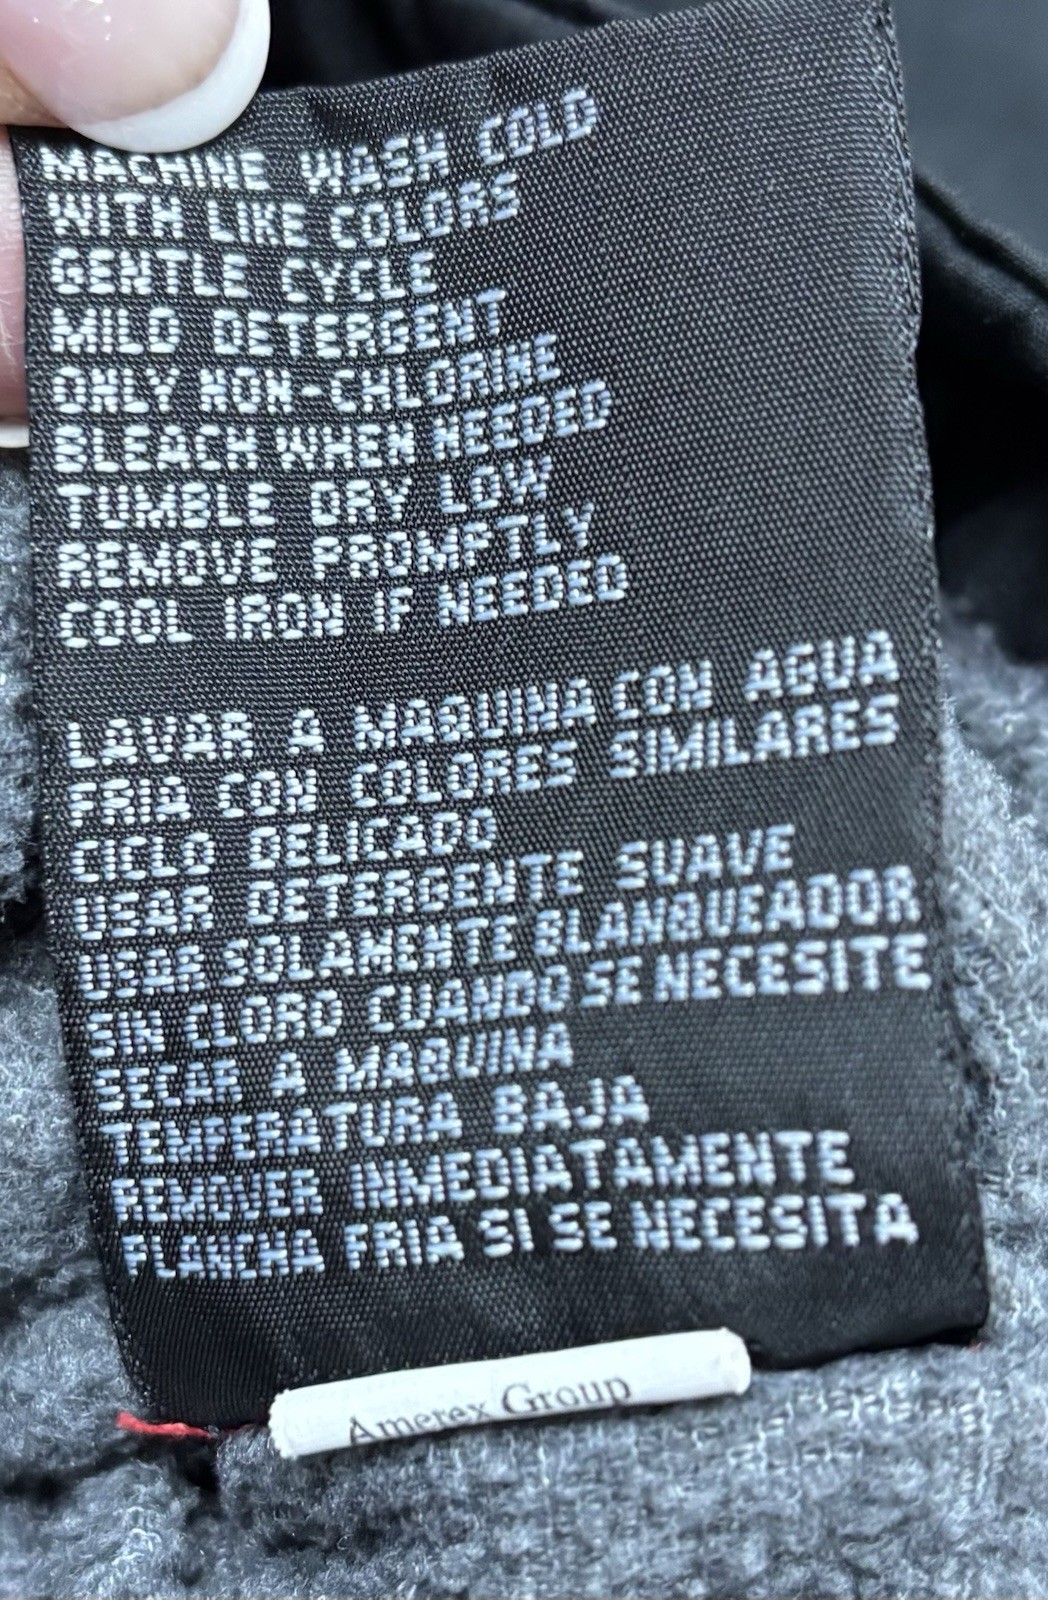 MACHINE WASH COLD
WITH LIKE COLORS
GENTLE CYCLE
MILD DETERGENT
ONLY NON-CHLORINE
BLEACH WHEN NEEDED
TUMBLE DRY LOW
REMOVE PROMPTLY
COOL IRON IF NEEDED
LAVAR A MAQUINA CON AGUA
FRIA CON COLORES SIMILARES
CICLO DELICADO
USAR DETERGENTE SUAVE
USAR SOLAMENTE BLANQUEADOR
SIN CLORO CUANDO SE NECESITE
SECAR A MAQUINA
TEMPERATURA BAJA
REMOVER INMEDIATAMENTE
PLANCHA FRIA SI SE NECESITA
Amerex Group